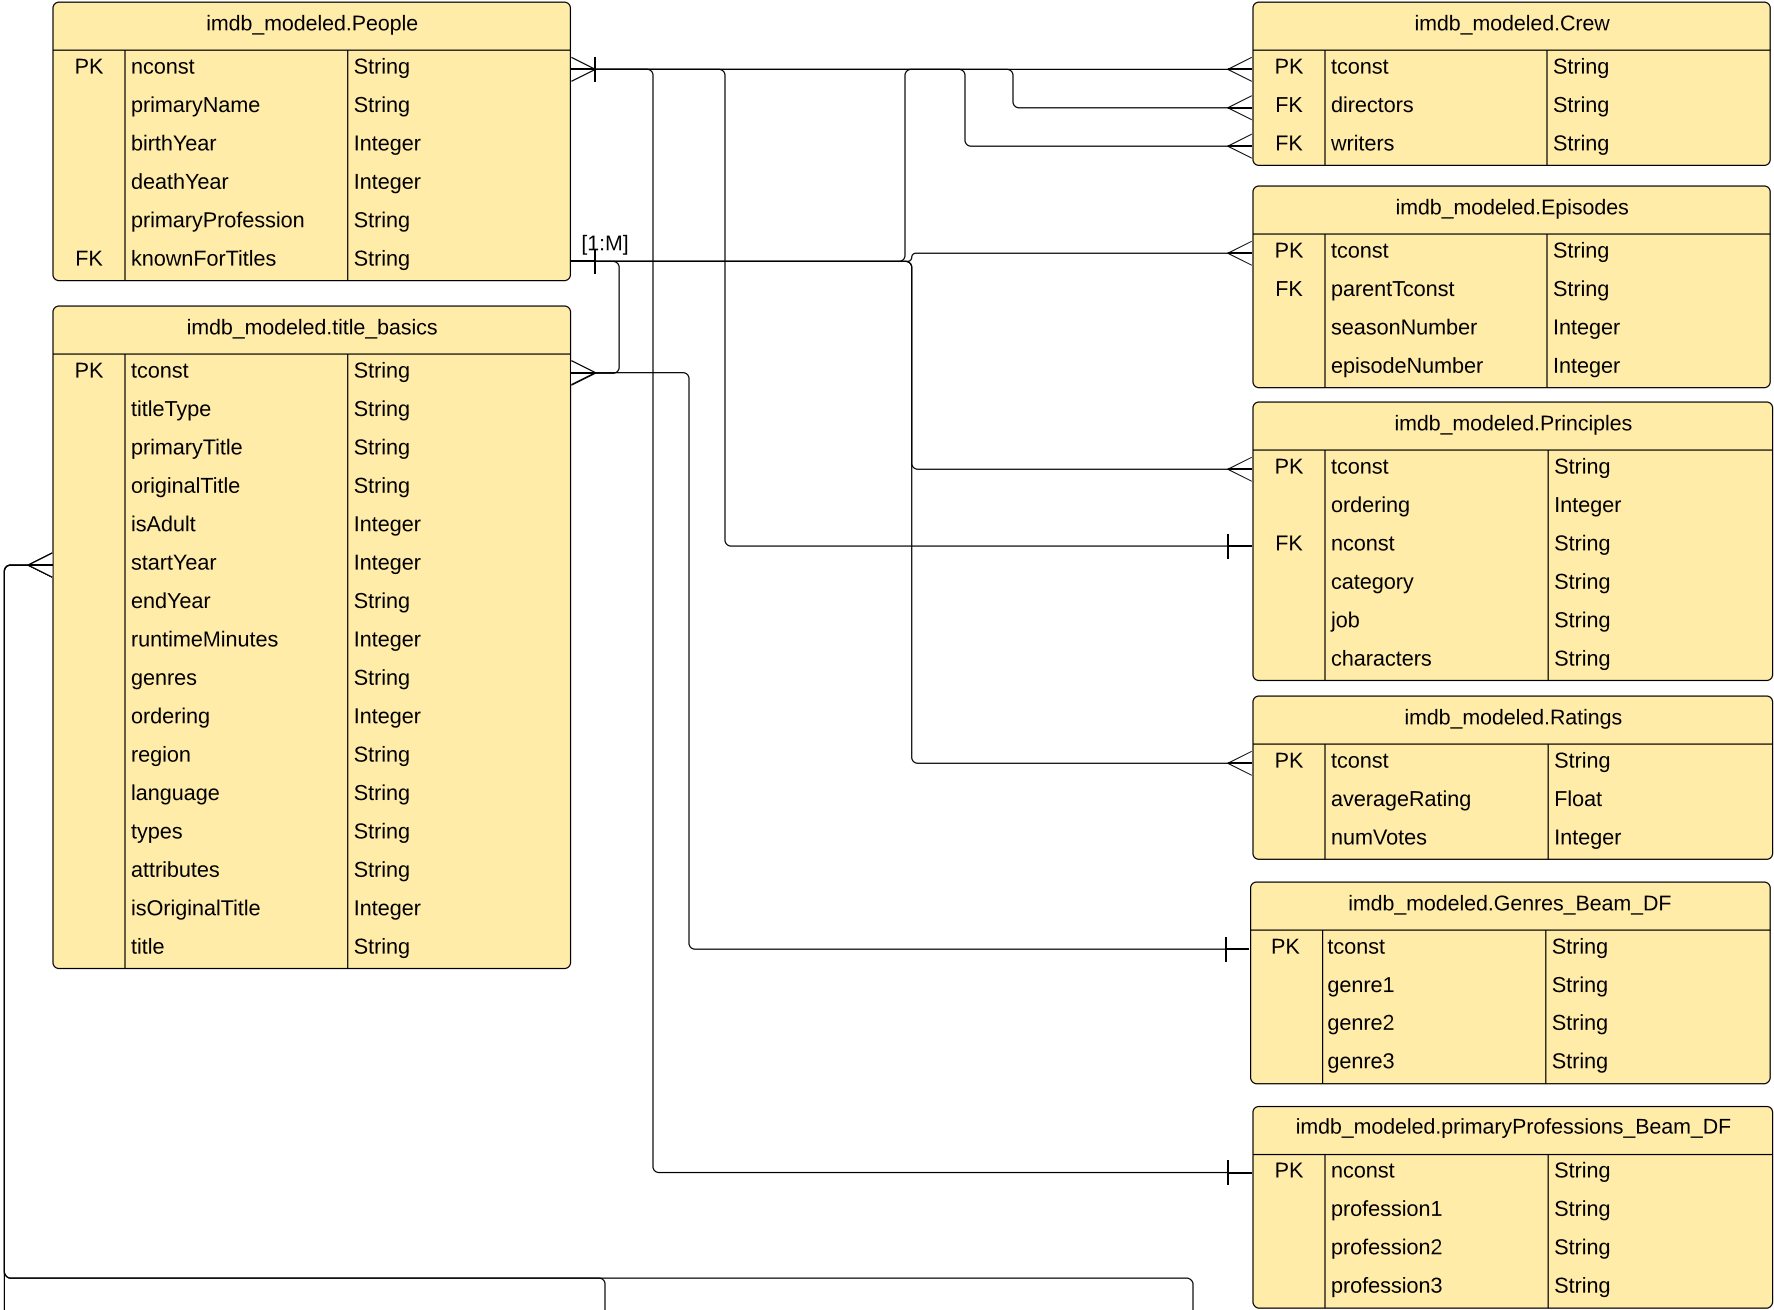 imdb_modeled.People
PK nconst String
primaryName String
birthYear Integer
deathYear Integer
primaryProfession String
FK knownForTitles String
[1:M]
imdb_modeled.title_basics
PK tconst String
titleType String
primaryTitle String
originalTitle String
isAdult Integer
startYear Integer
endYear String
runtimeMinutes Integer
genres String
ordering Integer
region String
language String
types String
attributes String
isOriginalTitle Integer
title String
imdb_modeled.Crew
PK tconst String
FK directors String
FK writers String
imdb_modeled.Episodes
PK tconst String
FK parentTconst String
seasonNumber Integer
episodeNumber Integer
imdb_modeled.Principles
PK tconst String
ordering Integer
FK nconst String
category String
job String
characters String
imdb_modeled.Ratings
PK tconst String
averageRating Float
numVotes Integer
imdb_modeled.Genres_Beam_DF
PK tconst String
genre1 String
genre2 String
genre3 String
imdb_modeled.primaryProfessions_Beam_DF
PK nconst String
profession1 String
profession2 String
profession3 String